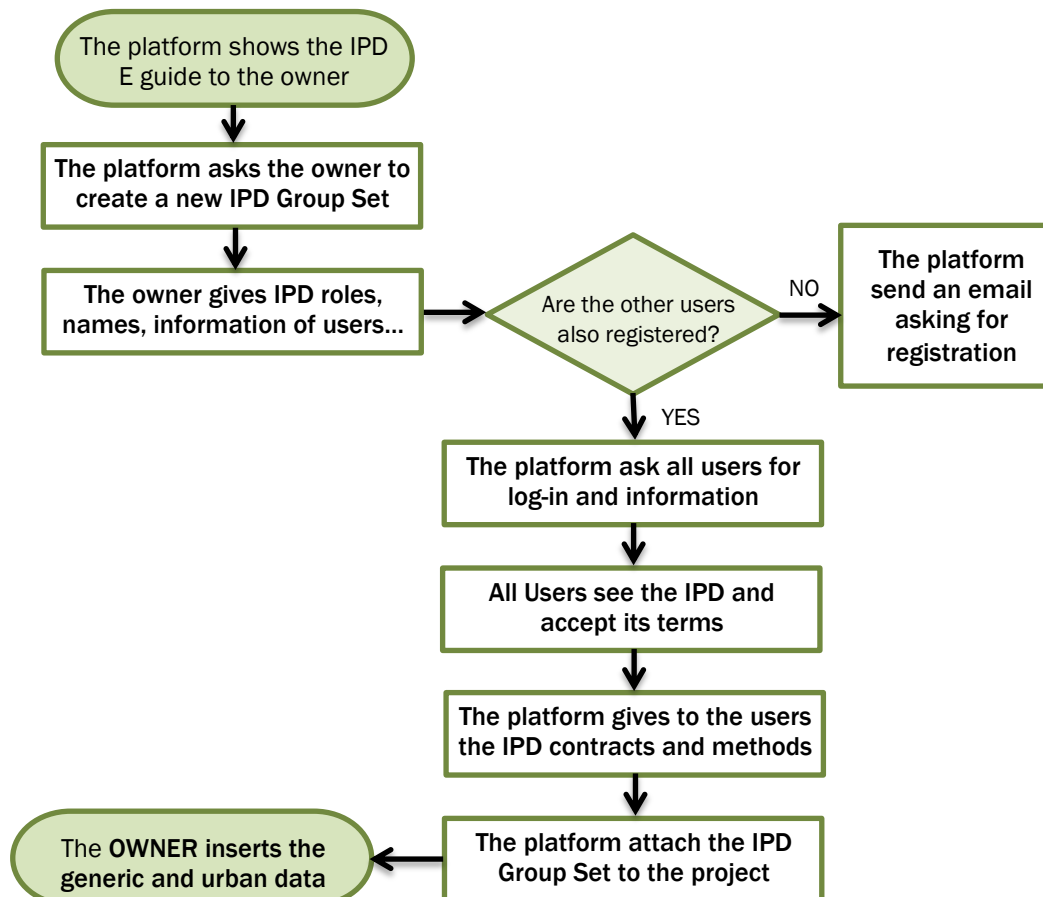 The platform shows the IPD
E guide to the owner
The platform asks the owner to
create a new IPD Group Set
The owner gives IPD roles,
names, information of users...
Are the other users
also registered?
NO
The platform
send an email
asking for
registration
YES
The platform ask all users for
log-in and information
All Users see the IPD and
accept its terms
The platform gives to the users
the IPD contracts and methods
The platform attach the IPD
Group Set to the project
The OWNER inserts the
generic and urban data